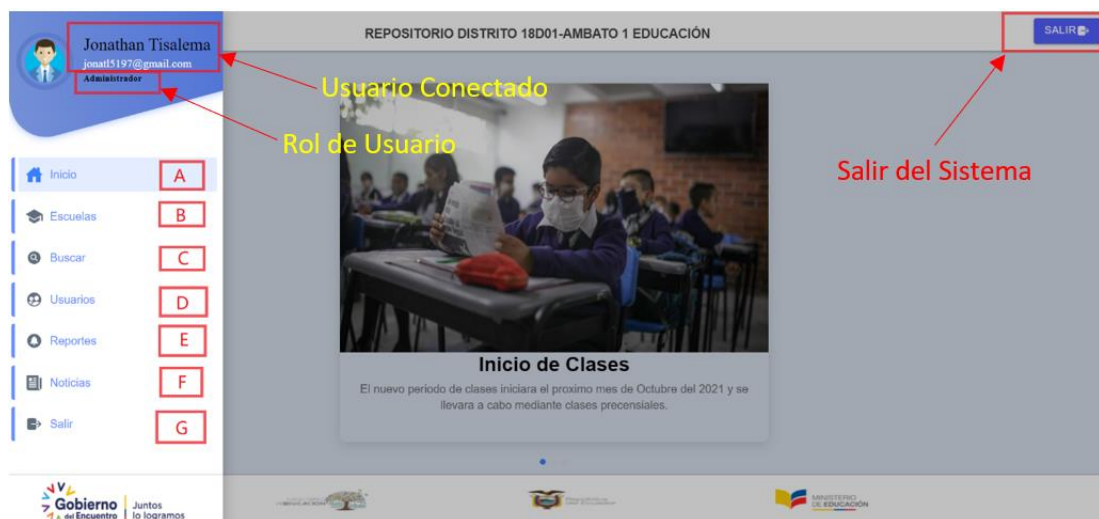 Jonathan Tisalema
jonatl5197@gmail.com
Administrador
REPOSITORIO DISTRITO 18D01-AMBATO 1 EDUCACIÓN
SALIR
Usuario Conectado
Rol de Usuario
Salir del Sistema
Inicio A
Escuelas B
Buscar C
Usuarios D
Reportes E
Noticias F
Salir G
Inicio de Clases
El nuevo periodo de clases iniciara el proximo mes de Octubre del 2021 y se
llevara a cabo mediante clases precensiales.
Gobierno
del Encuentro
Juntos
lo logramos
MINISTERIO
DE EDUCACIÓN